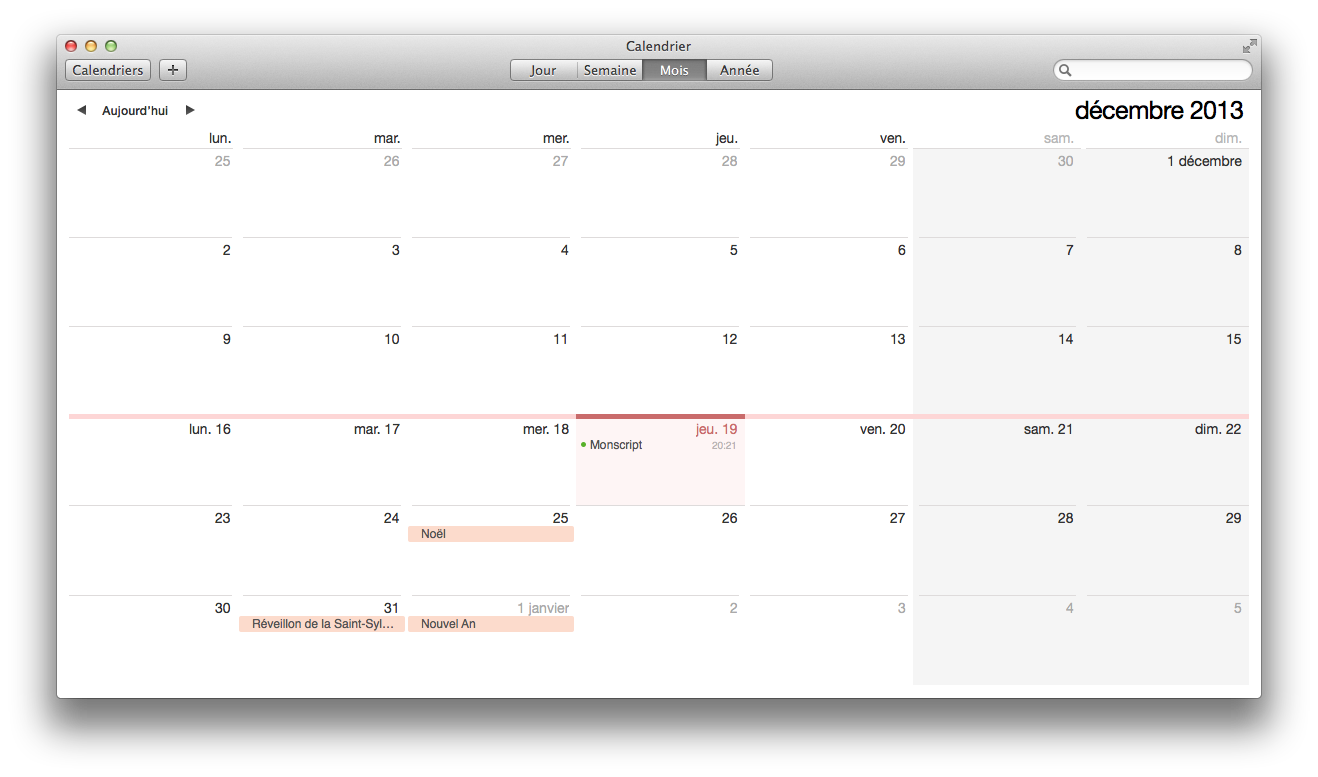 Calendrier
Calendriers + Jour Semaine Mois Année
Aujourd'hui décembre 2013
lun. mar. mer. jeu. ven. sam. dim.
25 26 27 28 29 30 1 décembre
2 3 4 5 6 7 8
9 10 11 12 13 14 15
lun. 16 mar. 17 mer. 18 jeu. 19 ven. 20 sam. 21 dim. 22
Monscript 20:21
23 24 25 26 27 28 29
Noël
30 31 1 janvier 2 3 4 5
Réveillon de la Saint-Syl… Nouvel An